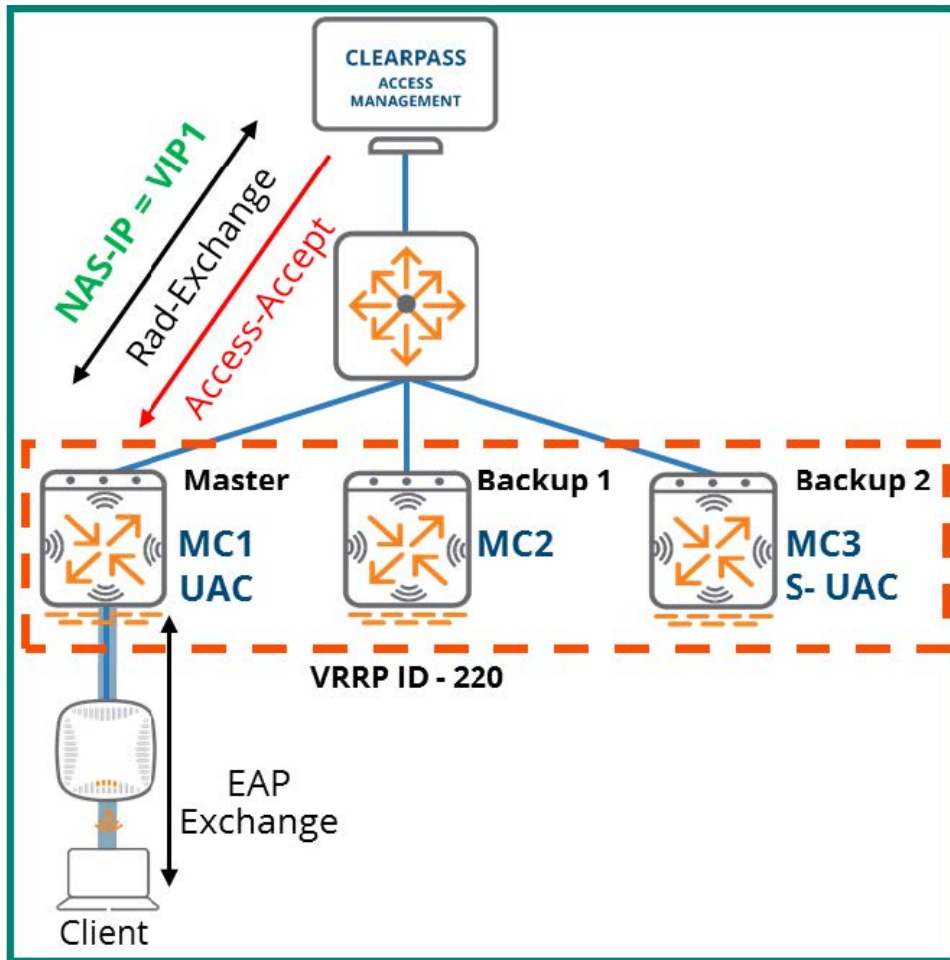 CLEARPASS
ACCESS
MANAGEMENT
NAS-IP = VIP1
Rad-Exchange
Access-Accept
Master
MC1
UAC
Backup 1
MC2
Backup 2
MC3
S- UAC
VRRP ID - 220
EAP
Exchange
Client